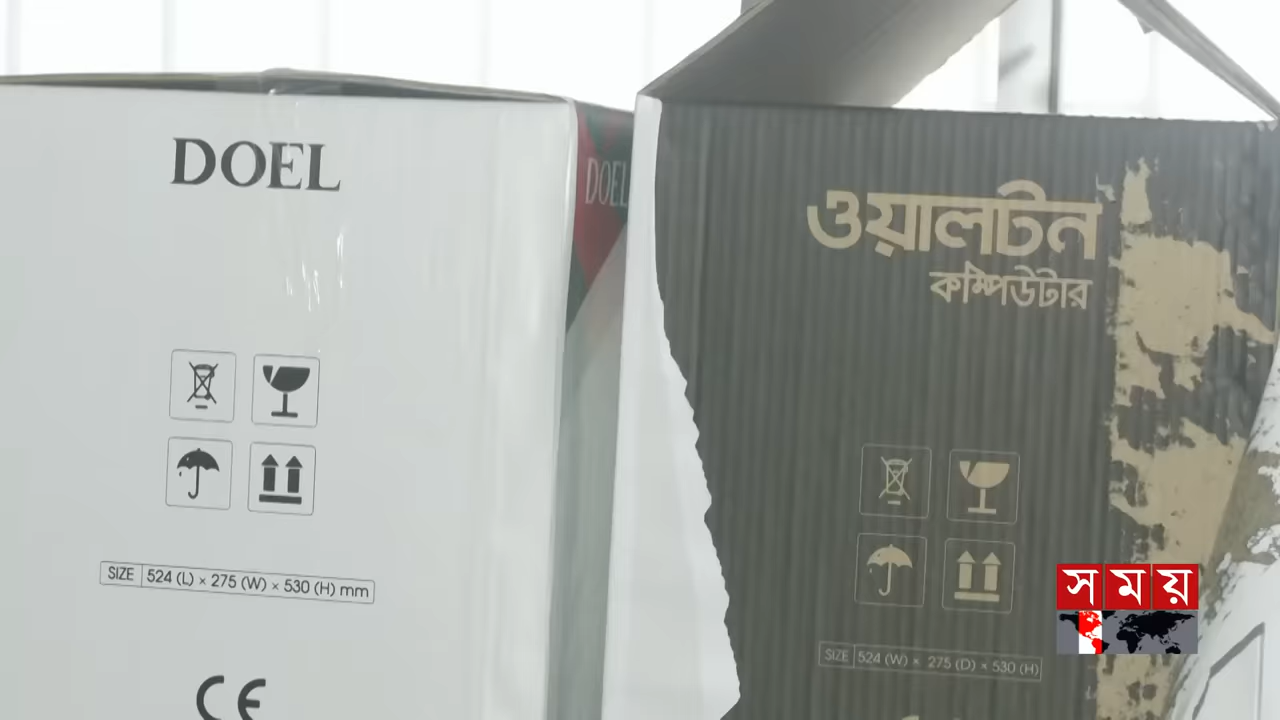 DOEL
DOEL
SIZE 524 (L) × 275 (W) × 530 (H) mm
CE
ওয়ালটন
কম্পিউটার
SIZE 524 (W) × 275 (D) × 530 (H)
সময়